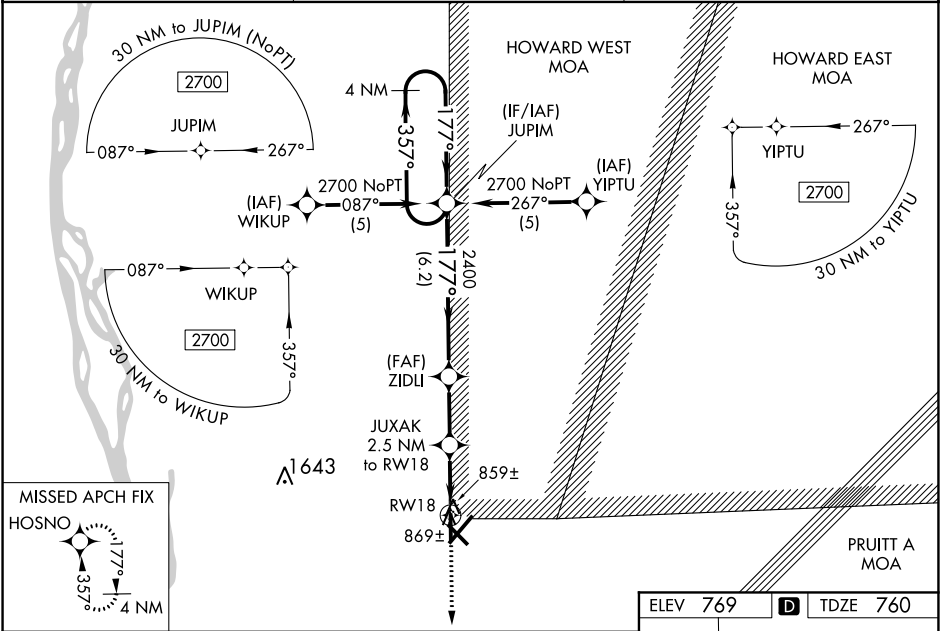 30 NM to JUPIM (NoPT)
2700
JUPIM
087°
267°
4 NM
357°
177°
HOWARD WEST
MOA
HOWARD EAST
MOA
(IF/IAF)
JUPIM
(IAF)
WIKUP
2700 NoPT
087°
(5)
2700 NoPT
267°
(5)
(IAF)
YIPTU
267°
YIPTU
2700
357°
30 NM to YIPTU
087°
WIKUP
2700
357°
30 NM to WIKUP
2400
177°
(6.2)
(FAF)
ZIDLI
JUXAK
2.5 NM
to RW18
1643
859±
RW18
869±
MISSED APCH FIX
HOSNO
177°
357°
4 NM
PRUITT A
MOA
ELEV 769 D TDZE 760